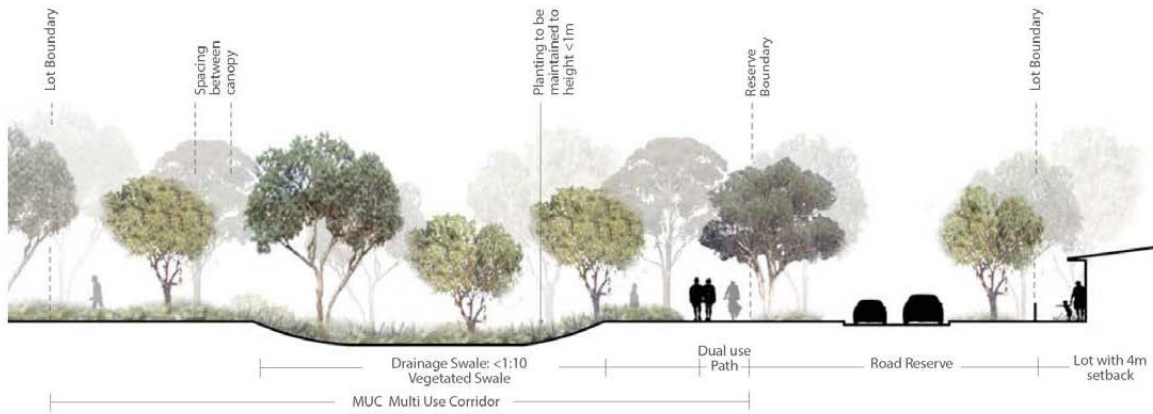 Lot Boundary
Spacing
between
canopy
Planting to be
maintained to
height <1m
Reserve
Boundary
Lot Boundary
Drainage Swale: <1:10
Vegetated Swale
Dual use
Path
Road Reserve
Lot with 4m
setback
MUC Multi Use Corridor